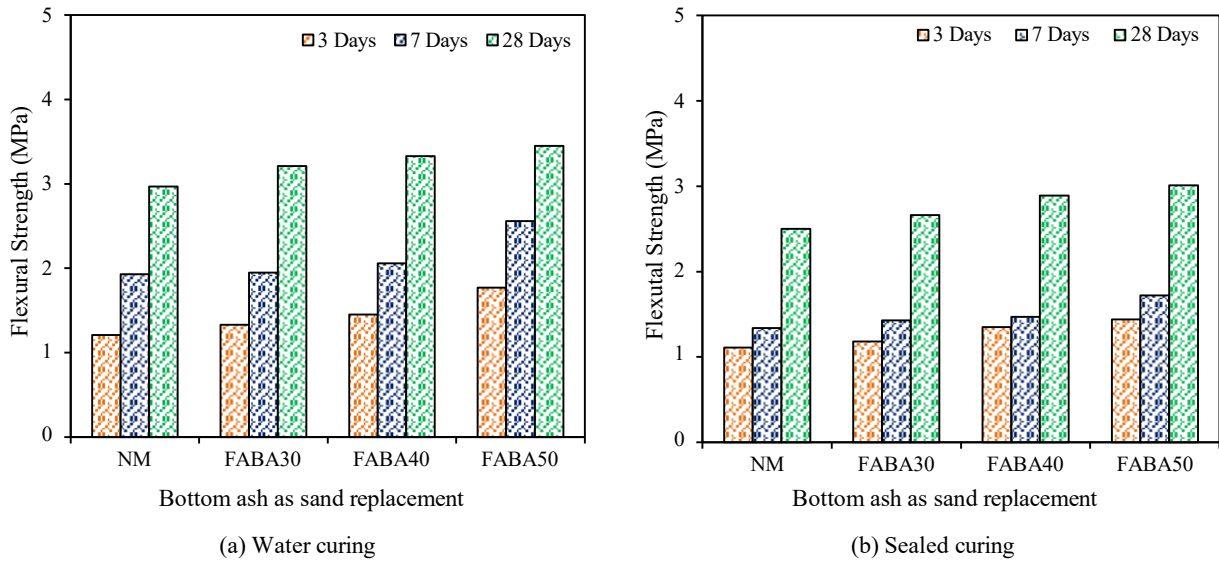 5
4
3
2
1
0
Flexural Strength (MPa)
3 Days 7 Days 28 Days
NM FABA30 FABA40 FABA50
Bottom ash as sand replacement
(a) Water curing
5
4
3
2
1
0
Flexutal Strength (MPa)
3 Days 7 Days 28 Days
NM FABA30 FABA40 FABA50
Bottom ash as sand replacement
(b) Sealed curing